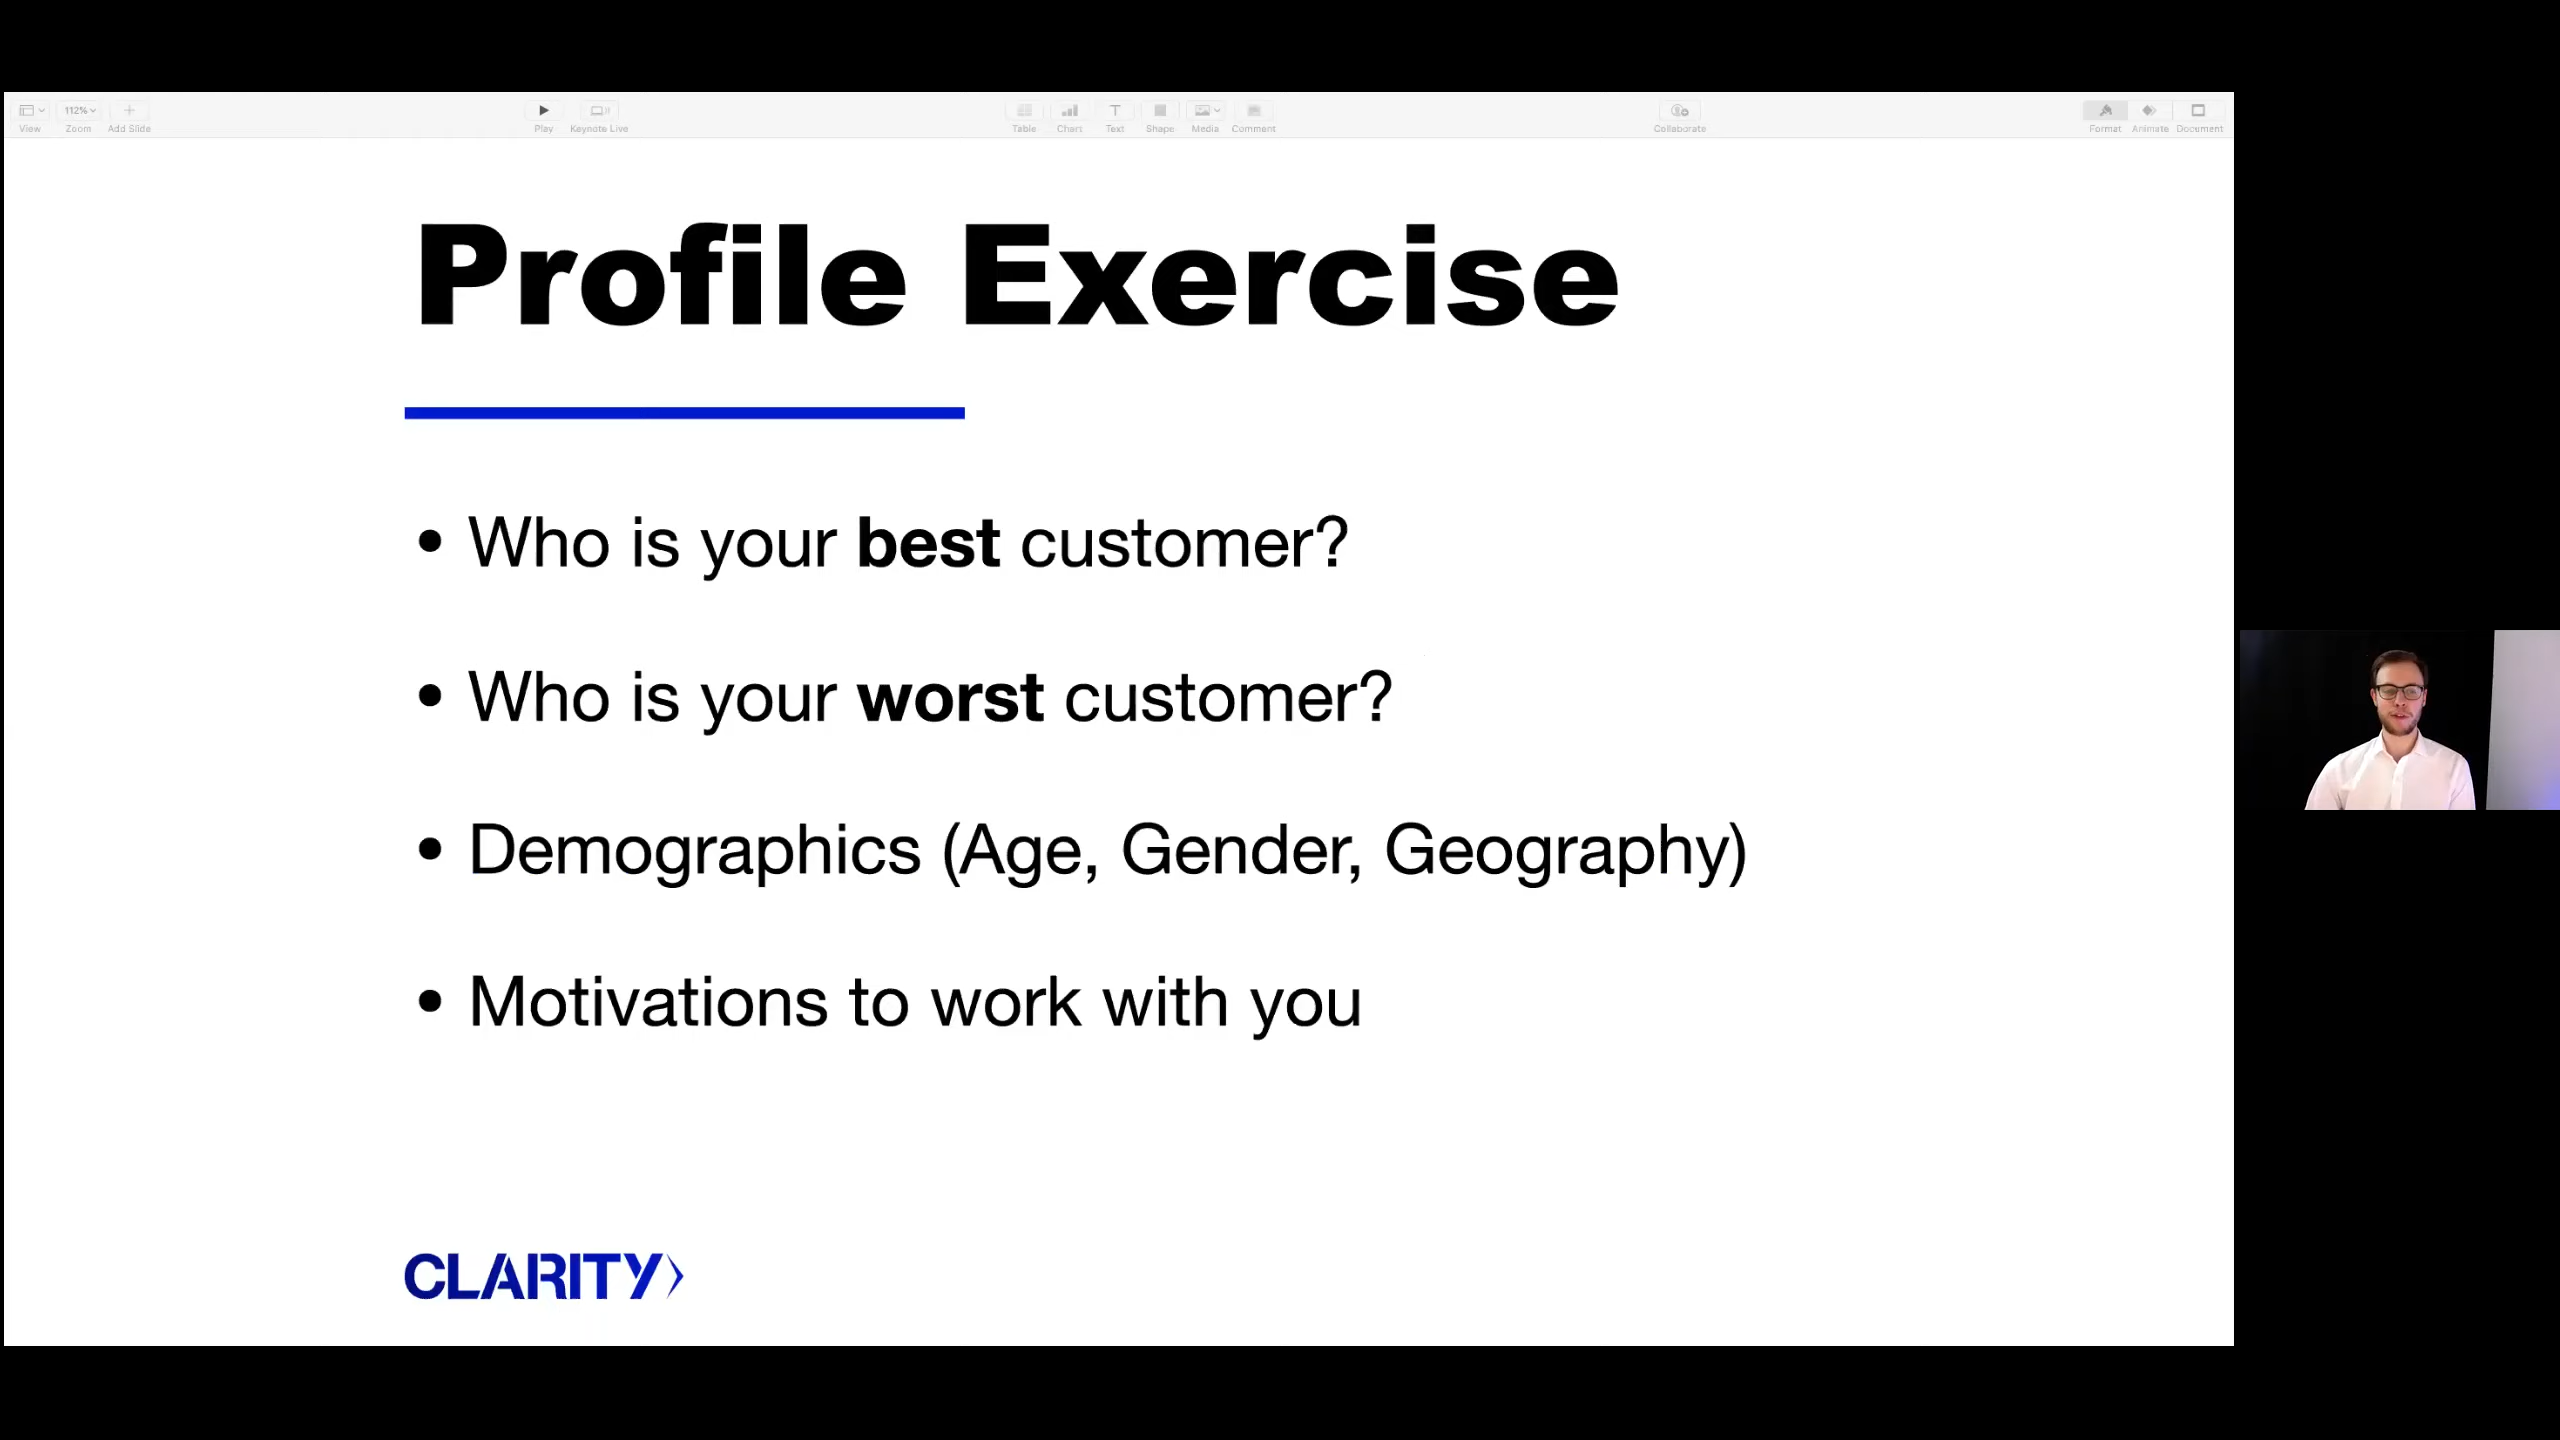 View
112%
Zoom
Add Slide
Play
Keynote Live
Table
Chart
Text
Shape
Media
Comment
Collaborate
Format
Animate
Document
Profile Exercise
• Who is your best customer?
• Who is your worst customer?
• Demographics (Age, Gender, Geography)
• Motivations to work with you
CLARITY